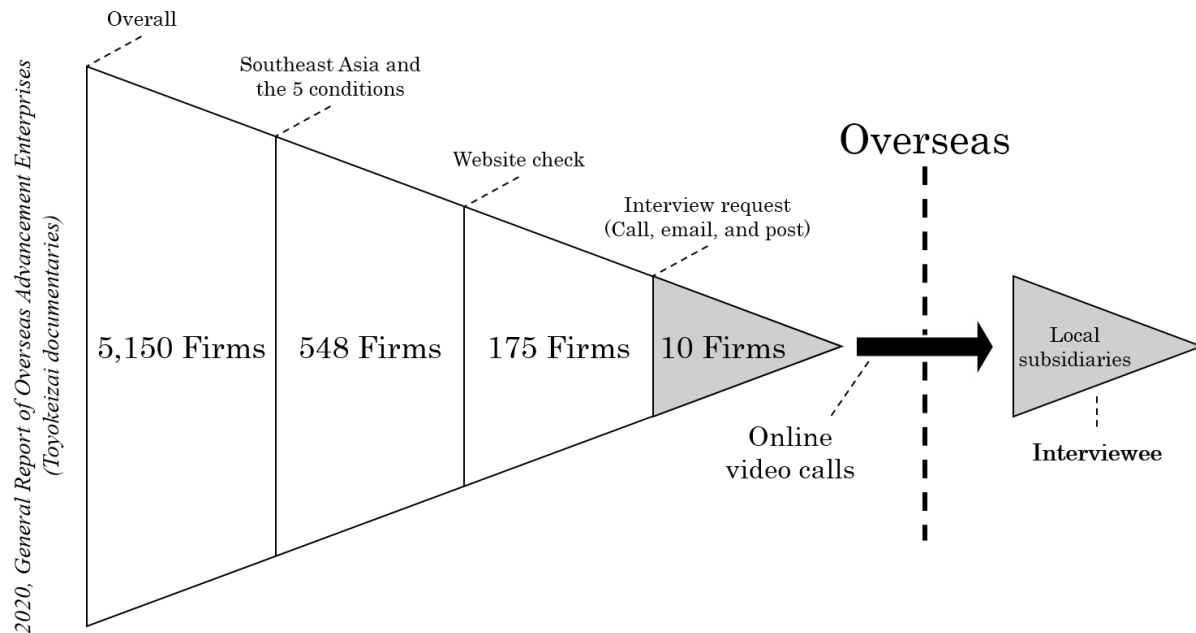 2020, General Report of Overseas Advancement Enterprises
(Toyokeizai documentaries)
Overall
Southeast Asia and
the 5 conditions
Website check
Interview request
(Call, email, and post)
Overseas
5,150 Firms
548 Firms
175 Firms
10 Firms
Local
subsidiaries
Online
video calls
Interviewee